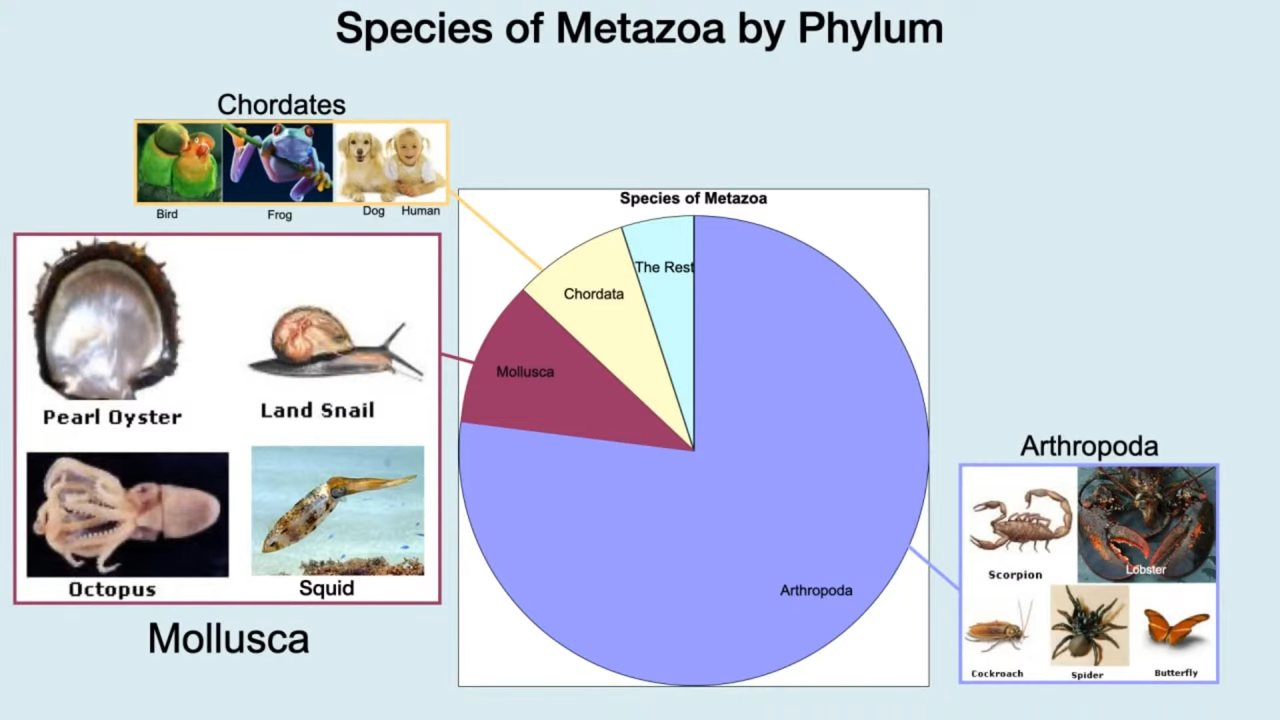 Species of Metazoa by Phylum
Chordates
Bird
Frog
Dog
Human
Pearl Oyster
Land Snail
Octopus
Squid
Mollusca
Species of Metazoa
The Rest
Chordata
Mollusca
Arthropoda
Arthropoda
Scorpion
Lobster
Cockroach
Spider
Butterfly